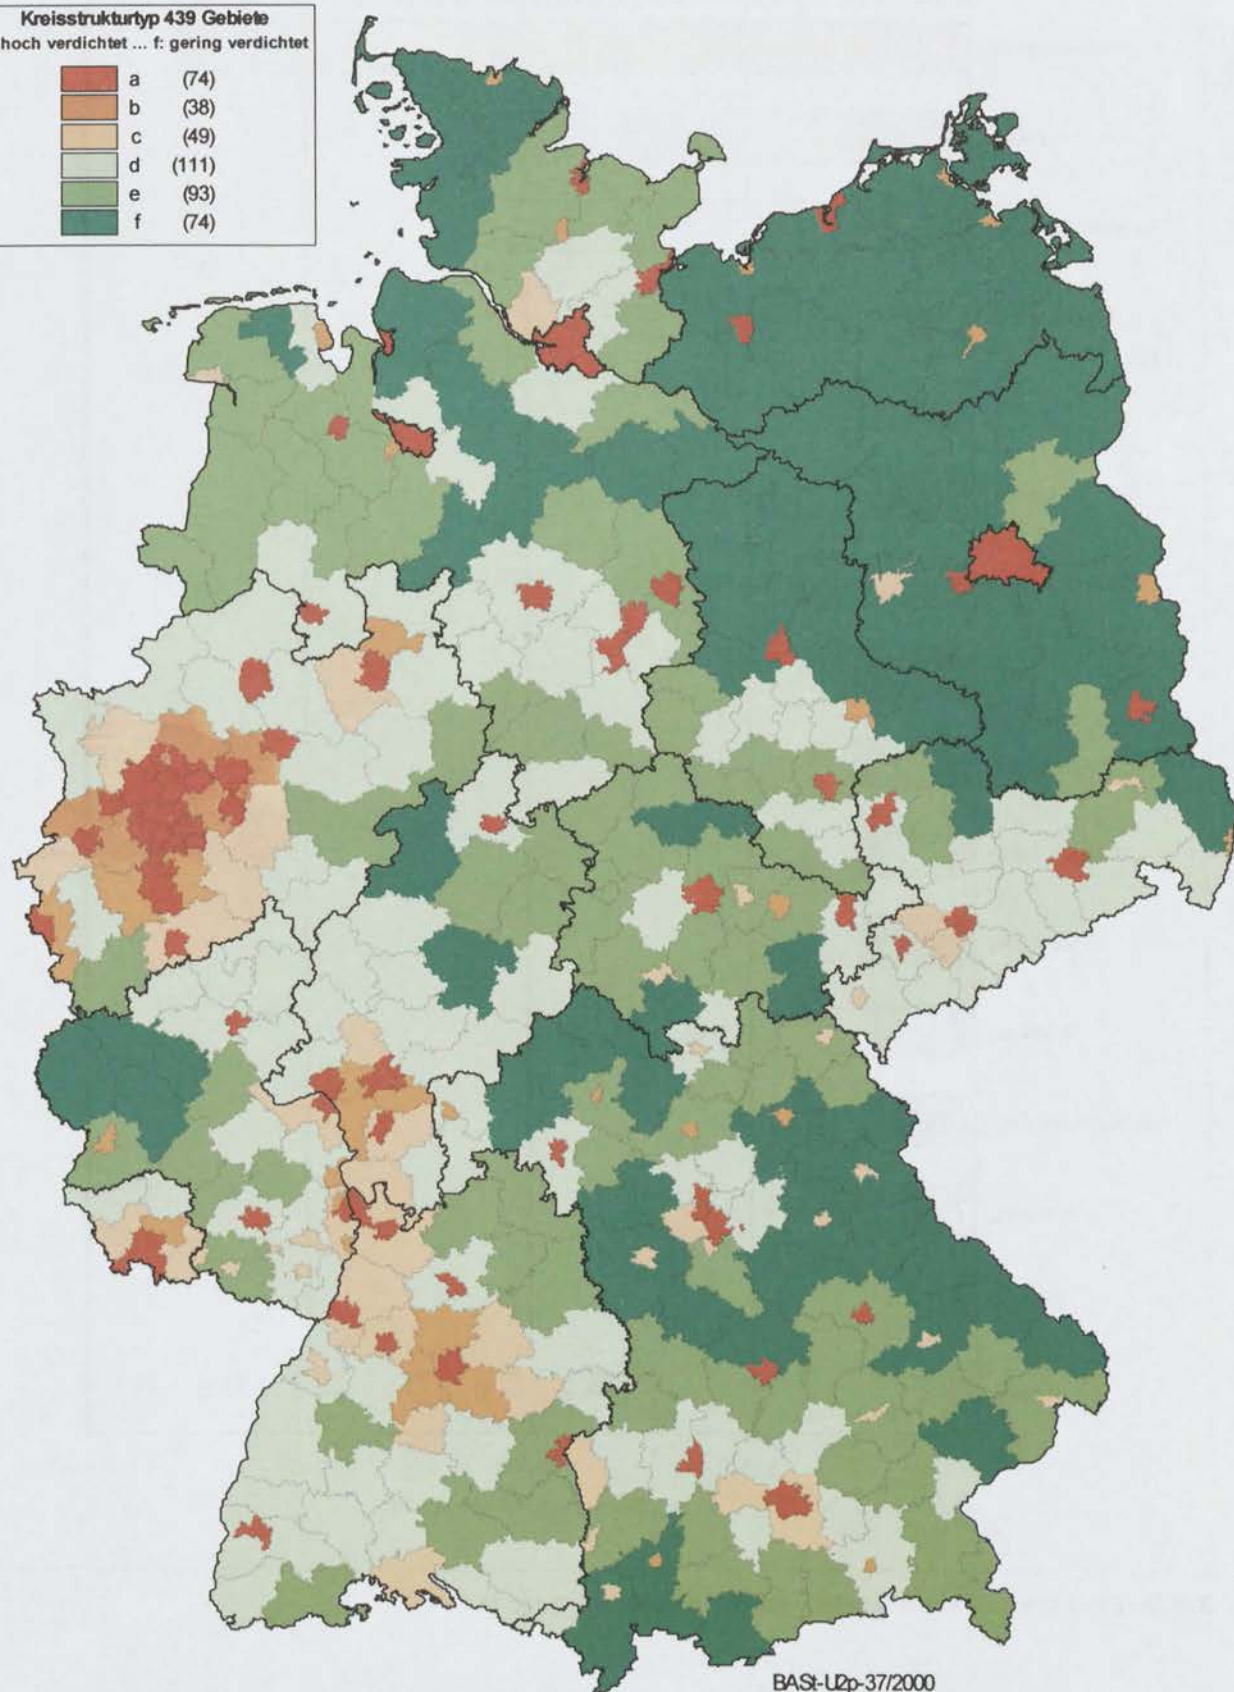 Kreisstrukturtyp 439 Gebiete
hoch verdichtet ... f: gering verdichtet
a (74)
b (38)
c (49)
d (111)
e (93)
f (74)
BASt-U2p-37/2000